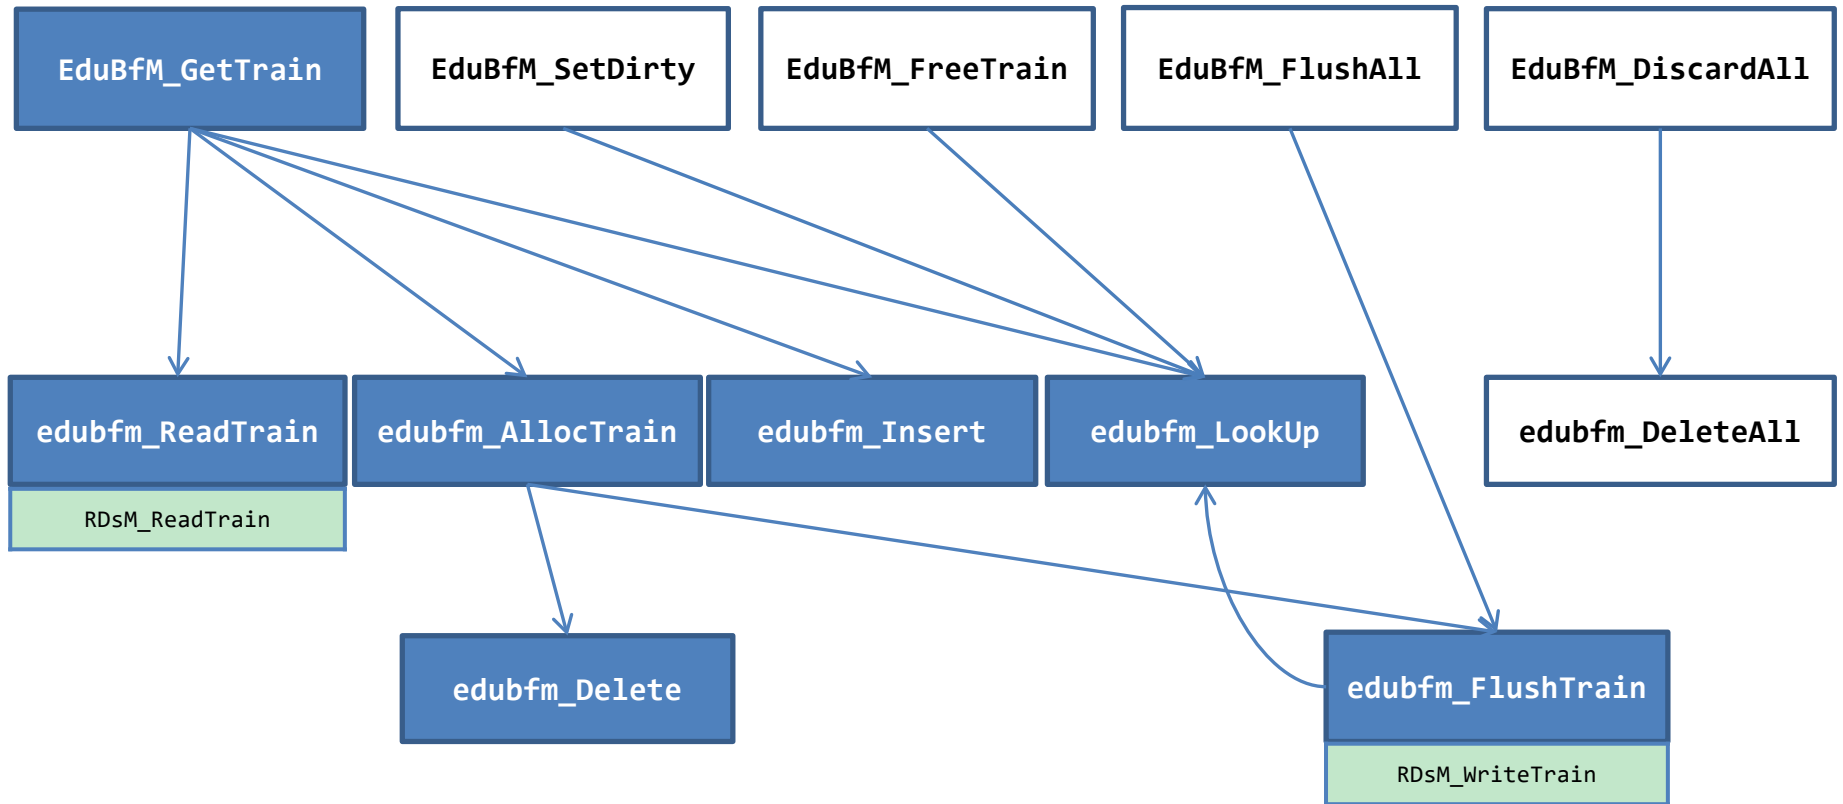 EduBfM_GetTrain
EduBfM_SetDirty
EduBfM_FreeTrain
EduBfM_FlushAll
EduBfM_DiscardAll
edubfm_ReadTrain
edubfm_AllocTrain
edubfm_Insert
edubfm_LookUp
edubfm_DeleteAll
RDsM_ReadTrain
edubfm_Delete
edubfm_FlushTrain
RDsM_WriteTrain